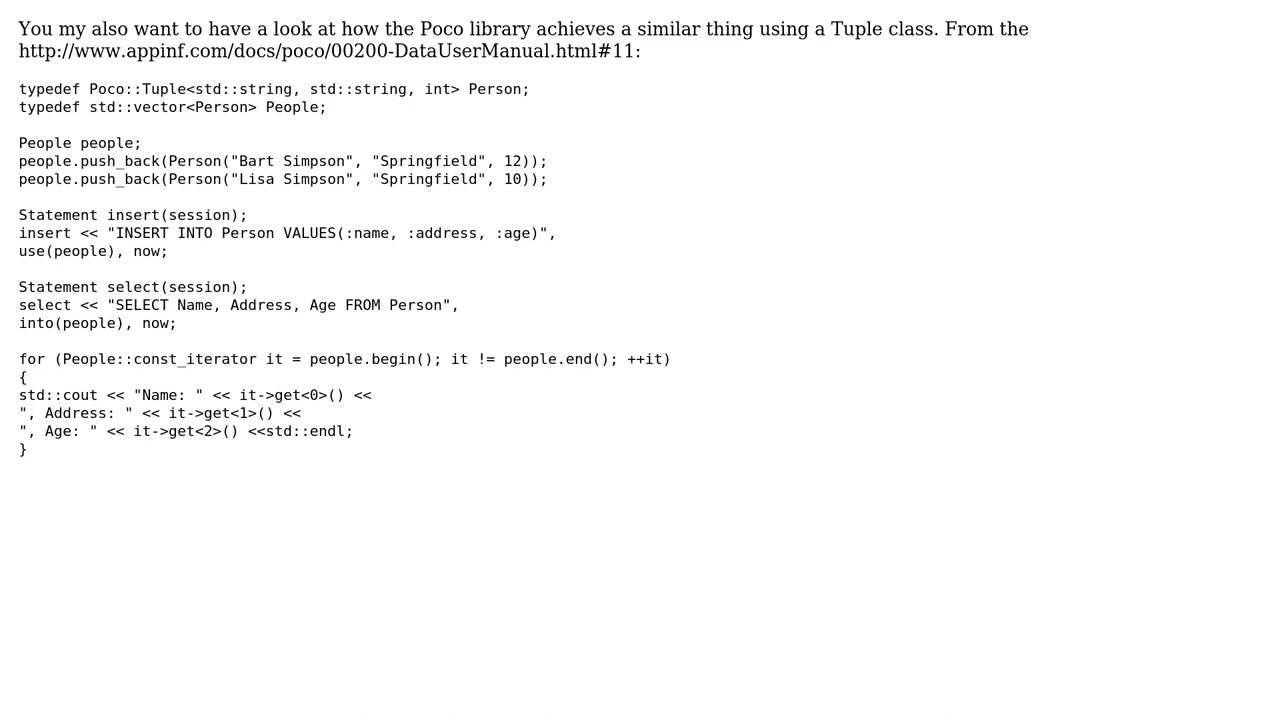 You my also want to have a look at how the Poco library achieves a similar thing using a Tuple class. From the
http://www.appinf.com/docs/poco/00200-DataUserManual.html#11:
typedef Poco::Tuple<std::string, std::string, int> Person;
typedef std::vector<Person> People;

People people;
people.push_back(Person("Bart Simpson", "Springfield", 12));
people.push_back(Person("Lisa Simpson", "Springfield", 10));

Statement insert(session);
insert << "INSERT INTO Person VALUES(:name, :address, :age)",
use(people), now;

Statement select(session);
select << "SELECT Name, Address, Age FROM Person",
into(people), now;

for (People::const_iterator it = people.begin(); it != people.end(); ++it)
{
std::cout << "Name: " << it->get<0>() <<
", Address: " << it->get<1>() <<
", Age: " << it->get<2>() <<std::endl;
}